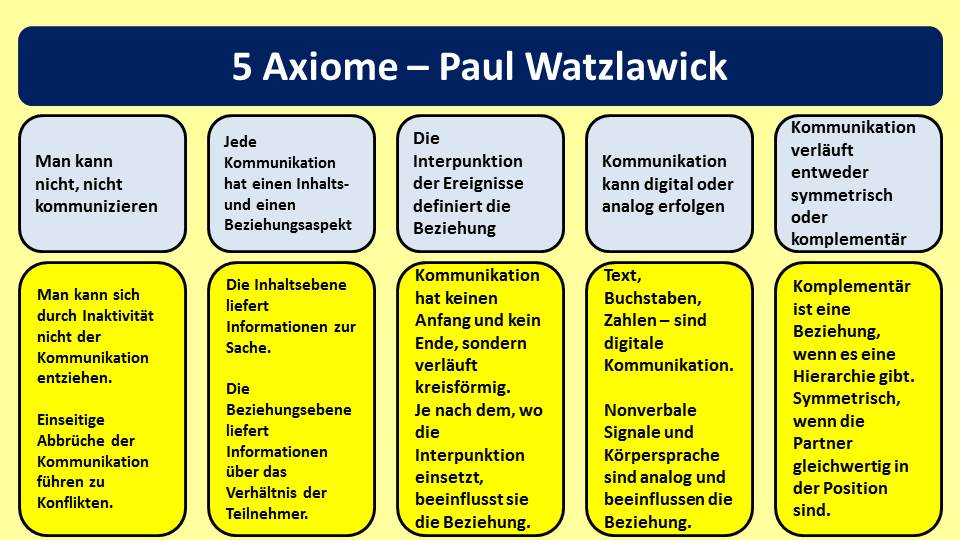 5 Axiome – Paul Watzlawick
Man kann
nicht, nicht
kommunizieren
Jede
Kommunikation
hat einen Inhalts-
und einen
Beziehungsaspekt
Die
Interpunktion
der Ereignisse
definiert die
Beziehung
Kommunikation
kann digital oder
analog erfolgen
Kommunikation
verläuft
entweder
symmetrisch
oder
komplementär
Man kann sich
durch Inaktivität
nicht der
Kommunikation
entziehen.
Einseitige
Abbrüche der
Kommunikation
führen zu
Konflikten.
Die Inhaltsebene
liefert
Informationen zur
Sache.
Die
Beziehungsebene
liefert
Informationen
über das
Verhältnis der
Teilnehmer.
Kommunikation
hat keinen
Anfang und kein
Ende, sondern
verläuft
kreisförmig.
Je nach dem, wo
die
Interpunktion
einsetzt,
beeinflusst sie
die Beziehung.
Text,
Buchstaben,
Zahlen – sind
digitale
Kommunikation.
Nonverbale
Signale und
Körpersprache
sind analog und
beeinflussen die
Beziehung.
Komplementär
ist eine
Beziehung,
wenn es eine
Hierarchie gibt.
Symmetrisch,
wenn die
Partner
gleichwertig in
der Position
sind.